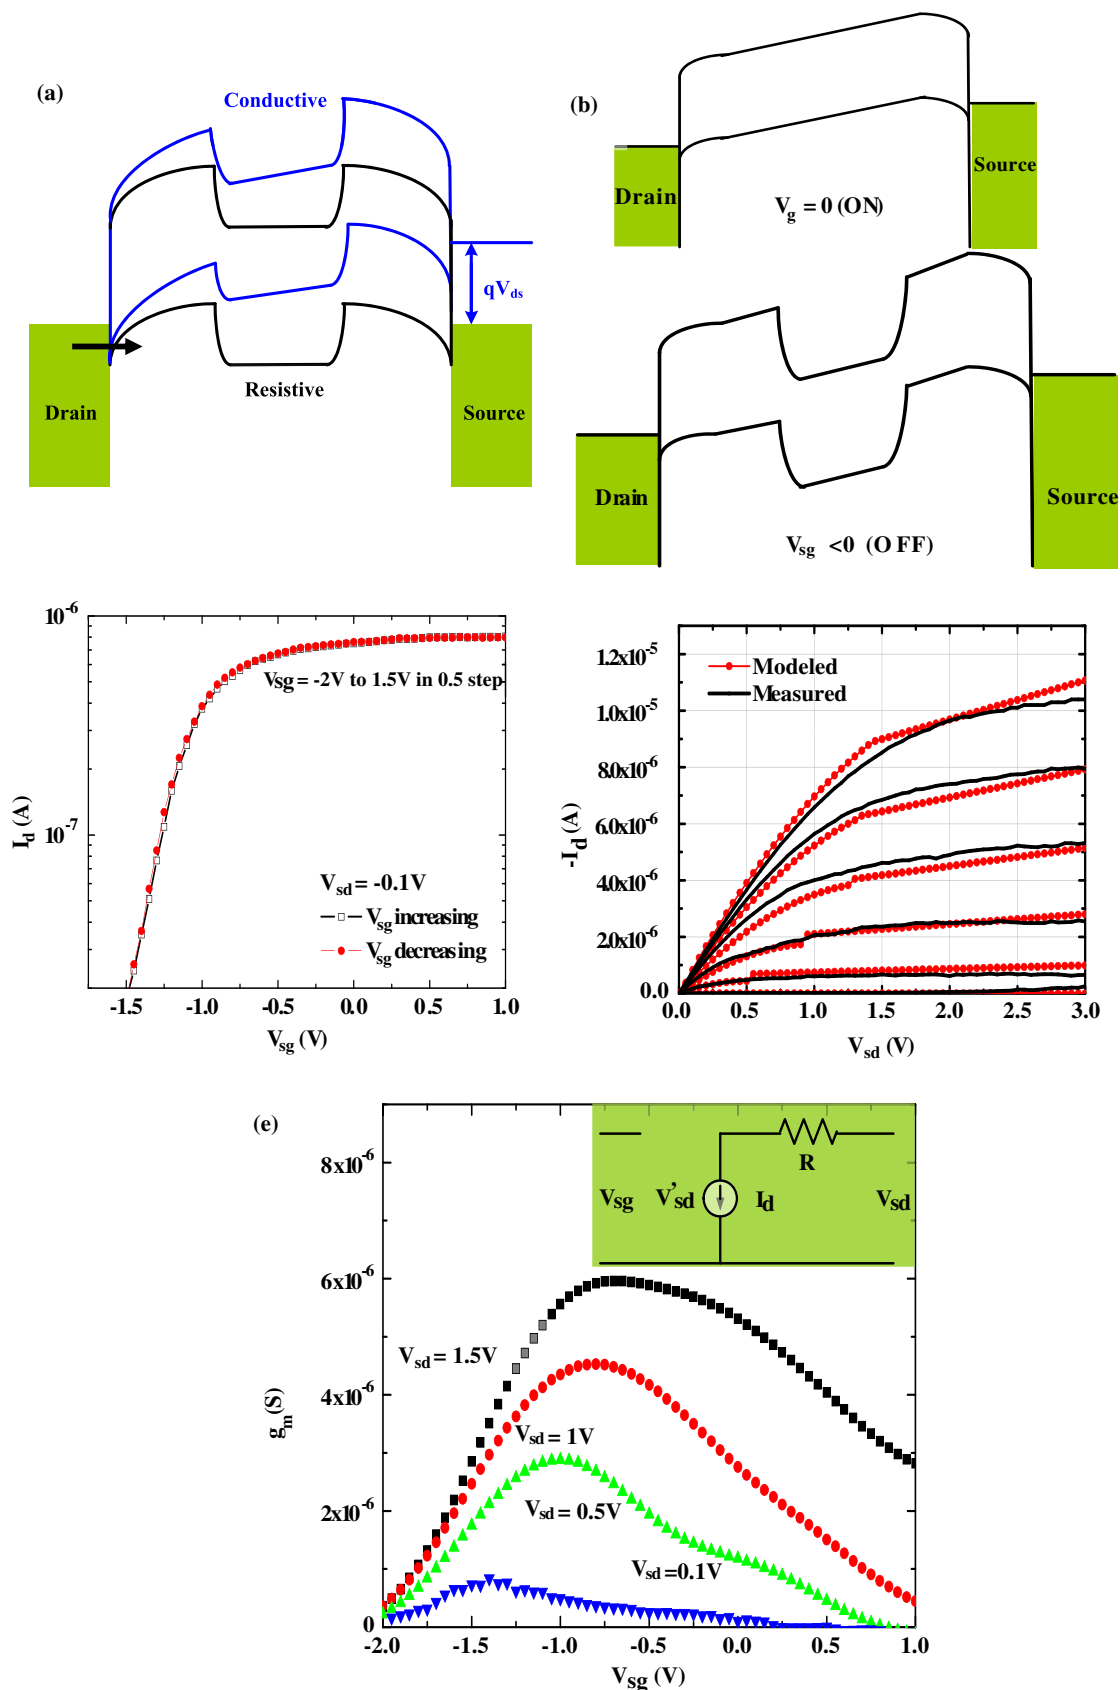 (a)
Conductive
qVds
Resistive
Drain
Source
(b)
Drain
Source
Vg = 0 (ON)
Drain
Source
Vsg <0 (OFF)
10^-6
10^-7
Id (A)
Vsg = -2V to 1.5V in 0.5 step
Vsd = -0.1V
Vsg increasing
Vsg decreasing
-1.5 -1.0 -0.5 0.0 0.5 1.0
Vsg (V)
1.2x10^-5
1.0x10^-5
8.0x10^-6
6.0x10^-6
4.0x10^-6
2.0x10^-6
0.0
-Id (A)
Modeled
Measured
0.0 0.5 1.0 1.5 2.0 2.5 3.0
Vsd (V)
(e)
8x10^-6
6x10^-6
4x10^-6
2x10^-6
0
gm (S)
R
Vsg V'sd Id Vsd
Vsd = 1.5V
Vsd = 1V
Vsd = 0.5V
Vsd =0.1V
-2.0 -1.5 -1.0 -0.5 0.0 0.5 1.0
Vsg (V)